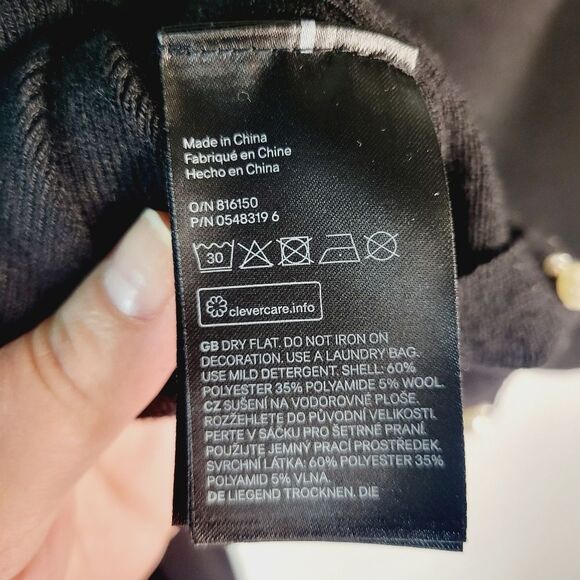 Made in China
Fabriqué en Chine
Hecho en China
O/N 816150
P/N 0548319 6
30
clevercare.info
GB DRY FLAT. DO NOT IRON ON
DECORATION. USE A LAUNDRY BAG.
USE MILD DETERGENT. SHELL: 60%
POLYESTER 35% POLYAMIDE 5% WOOL.
CZ SUŠENÍ NA VODOROVNÉ PLOŠE.
ROZŽEHLETE DO PŮVODNÍ VELIKOSTI.
PERTE V SÁČKU PRO ŠETRNÉ PRANÍ.
POUŽIJTE JEMNÝ PRACÍ PROSTŘEDEK.
SVRCHNÍ LÁTKA: 60% POLYESTER 35%
POLYAMID 5% VLNA.
DE LIEGEND TROCKNEN. DIE